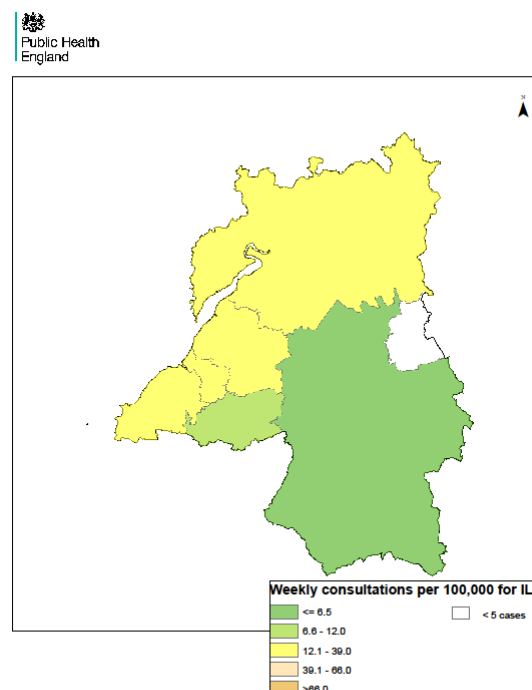 Public Health
England
N
Weekly consultations per 100,000 for IL
<= 6.5
< 5 cases
6.6 - 12.0
12.1 - 39.0
39.1 - 66.0
>66.0